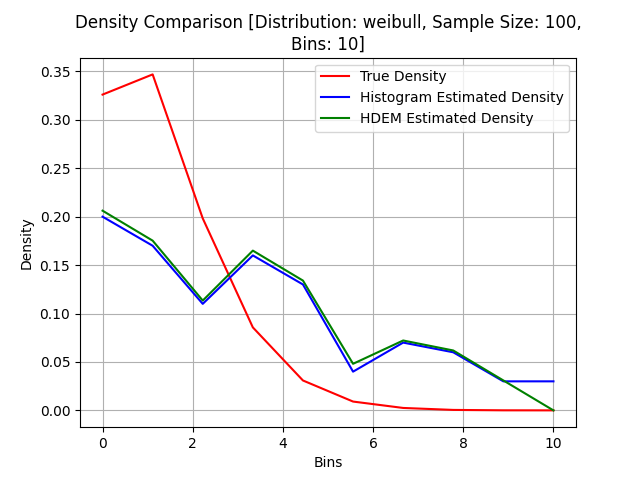 Density Comparison [Distribution: weibull, Sample Size: 100,
Bins: 10]
True Density
Histogram Estimated Density
HDEM Estimated Density
0.35
0.30
0.25
0.20
0.15
0.10
0.05
0.00
Density
0 2 4 6 8 10
Bins